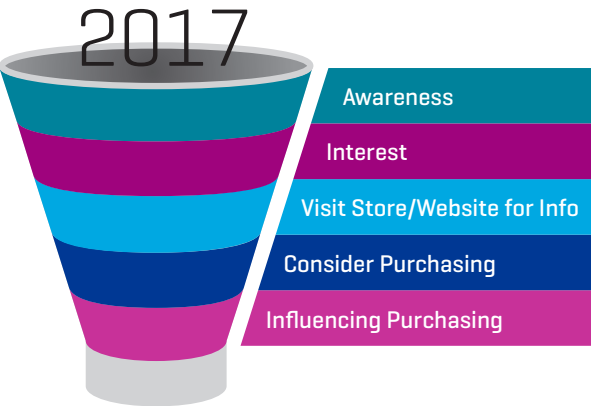 2017
Awareness
Interest
Visit Store/Website for Info
Consider Purchasing
Influencing Purchasing